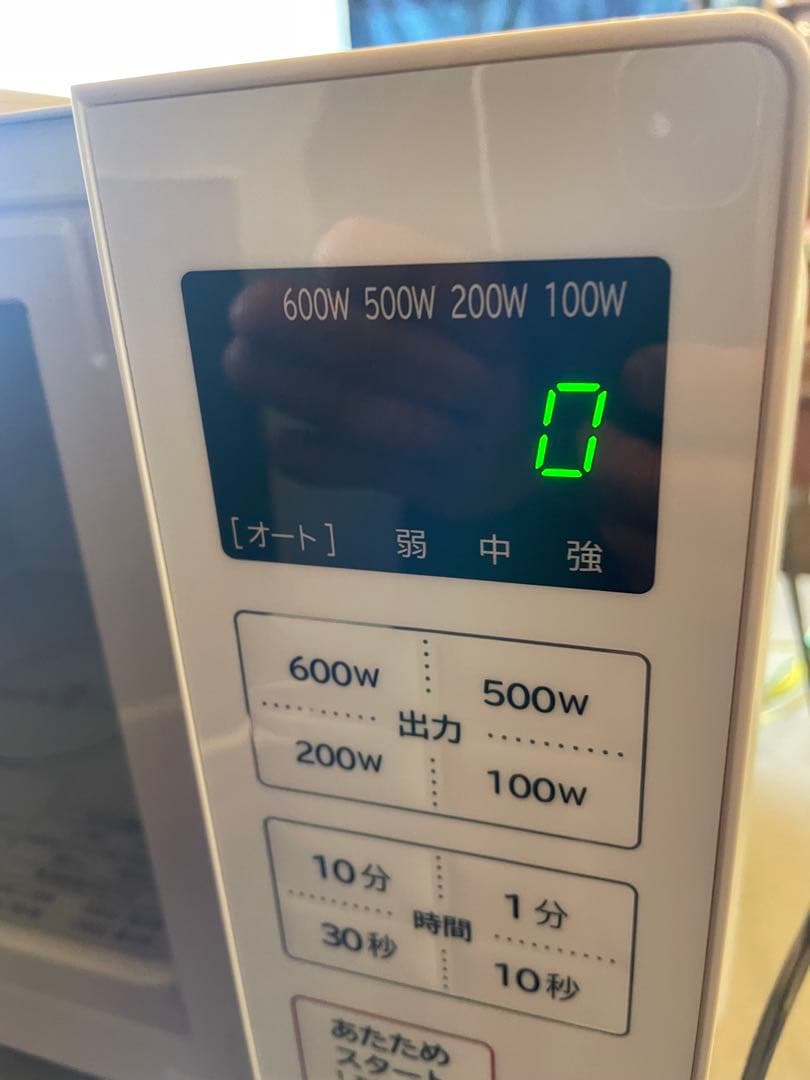 600W 500W 200W 100W
0
[オート] 弱 中 強
600W 500W
出力
200W 100W
10分 1分
時間
30秒 10秒
あたため
スタート